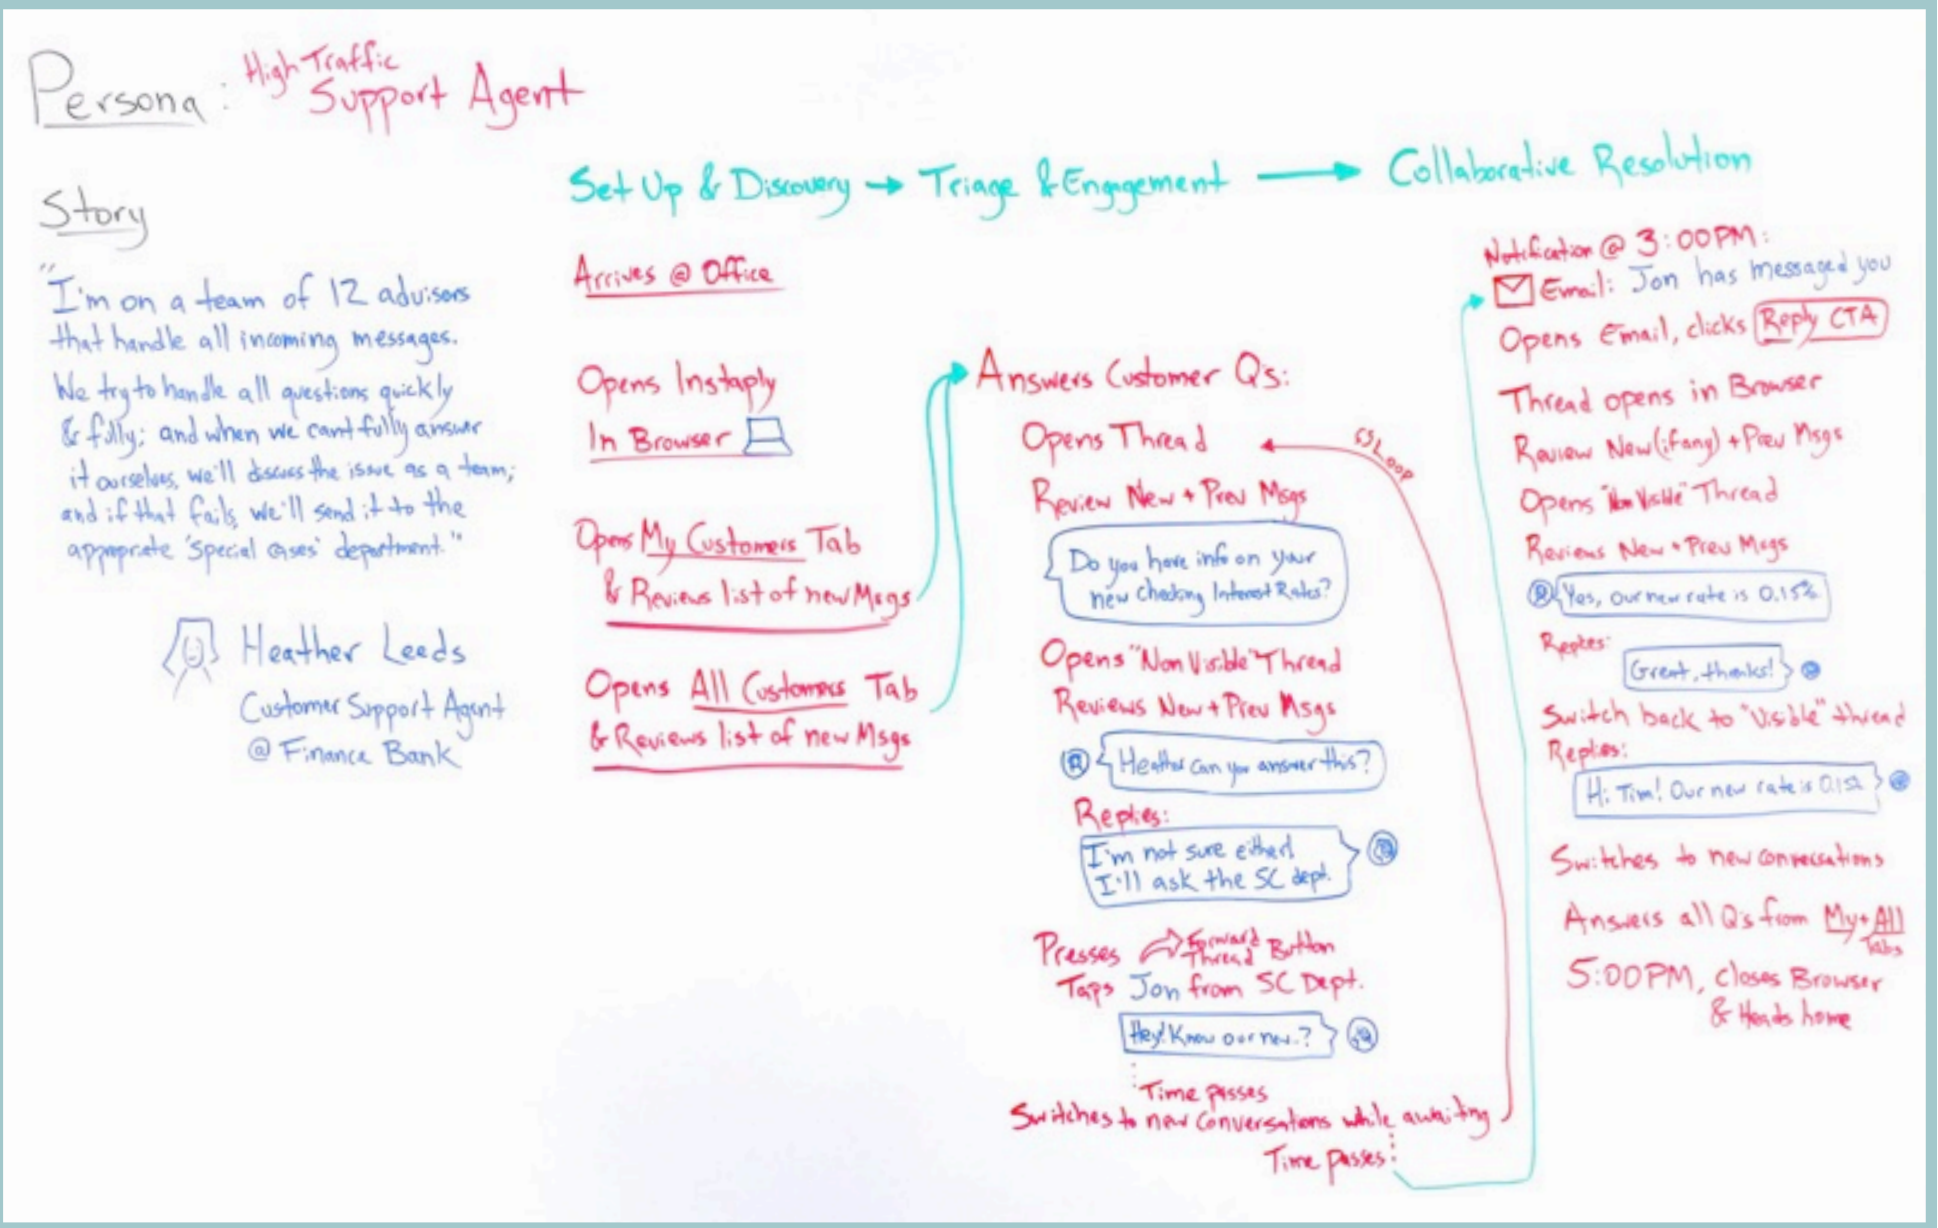 Persona: High Traffic
Support Agent
Story
"I'm on a team of 12 advisors
that handle all incoming messages.
We try to handle all questions quickly
& fully; and when we cant fully answer
it ourselves, we'll discuss the issue as a team;
and if that fails, we'll send it to the
appropriate 'special cases' department."
Heather Leeds
Customer Support Agent
@ Finance Bank
Set Up & Discovery → Triage & Engagement → Collaborative Resolution
Arrives @ Office
Opens Instaply
In Browser
Opens My Customers Tab
& Reviews list of new Msgs
Opens All Customers Tab
& Reviews list of new Msgs
Answers Customer Qs:
Opens Thread
CS Loop
Review New + Prev Msgs
Do you have info on your
new checking Interest Rates?
Opens "Non Visible" Thread
Reviews New + Prev Msgs
Heather can you answer this?
Replies:
I'm not sure either!
I'll ask the SC dept.
Presses Forward Thread Button
Taps Jon from SC Dept.
Hey! Know our new..?
Time passes
Switches to new conversations while awaiting
Time passes
Notification @ 3:00PM:
Email: Jon has messaged you
Opens Email, clicks Reply CTA
Thread opens in Browser
Review New (if any) + Prev Msgs
Opens "Non Visible" Thread
Reviews New + Prev Msgs
Yes, our new rate is 0.15%
Replies:
Great, thanks!
Switch back to "Visible" thread
Replies:
Hi Tim! Our new rate is 0.15%
Switches to new conversations
Answers all Q's from My + All
Tabs
5:00PM, closes Browser
& Heads home